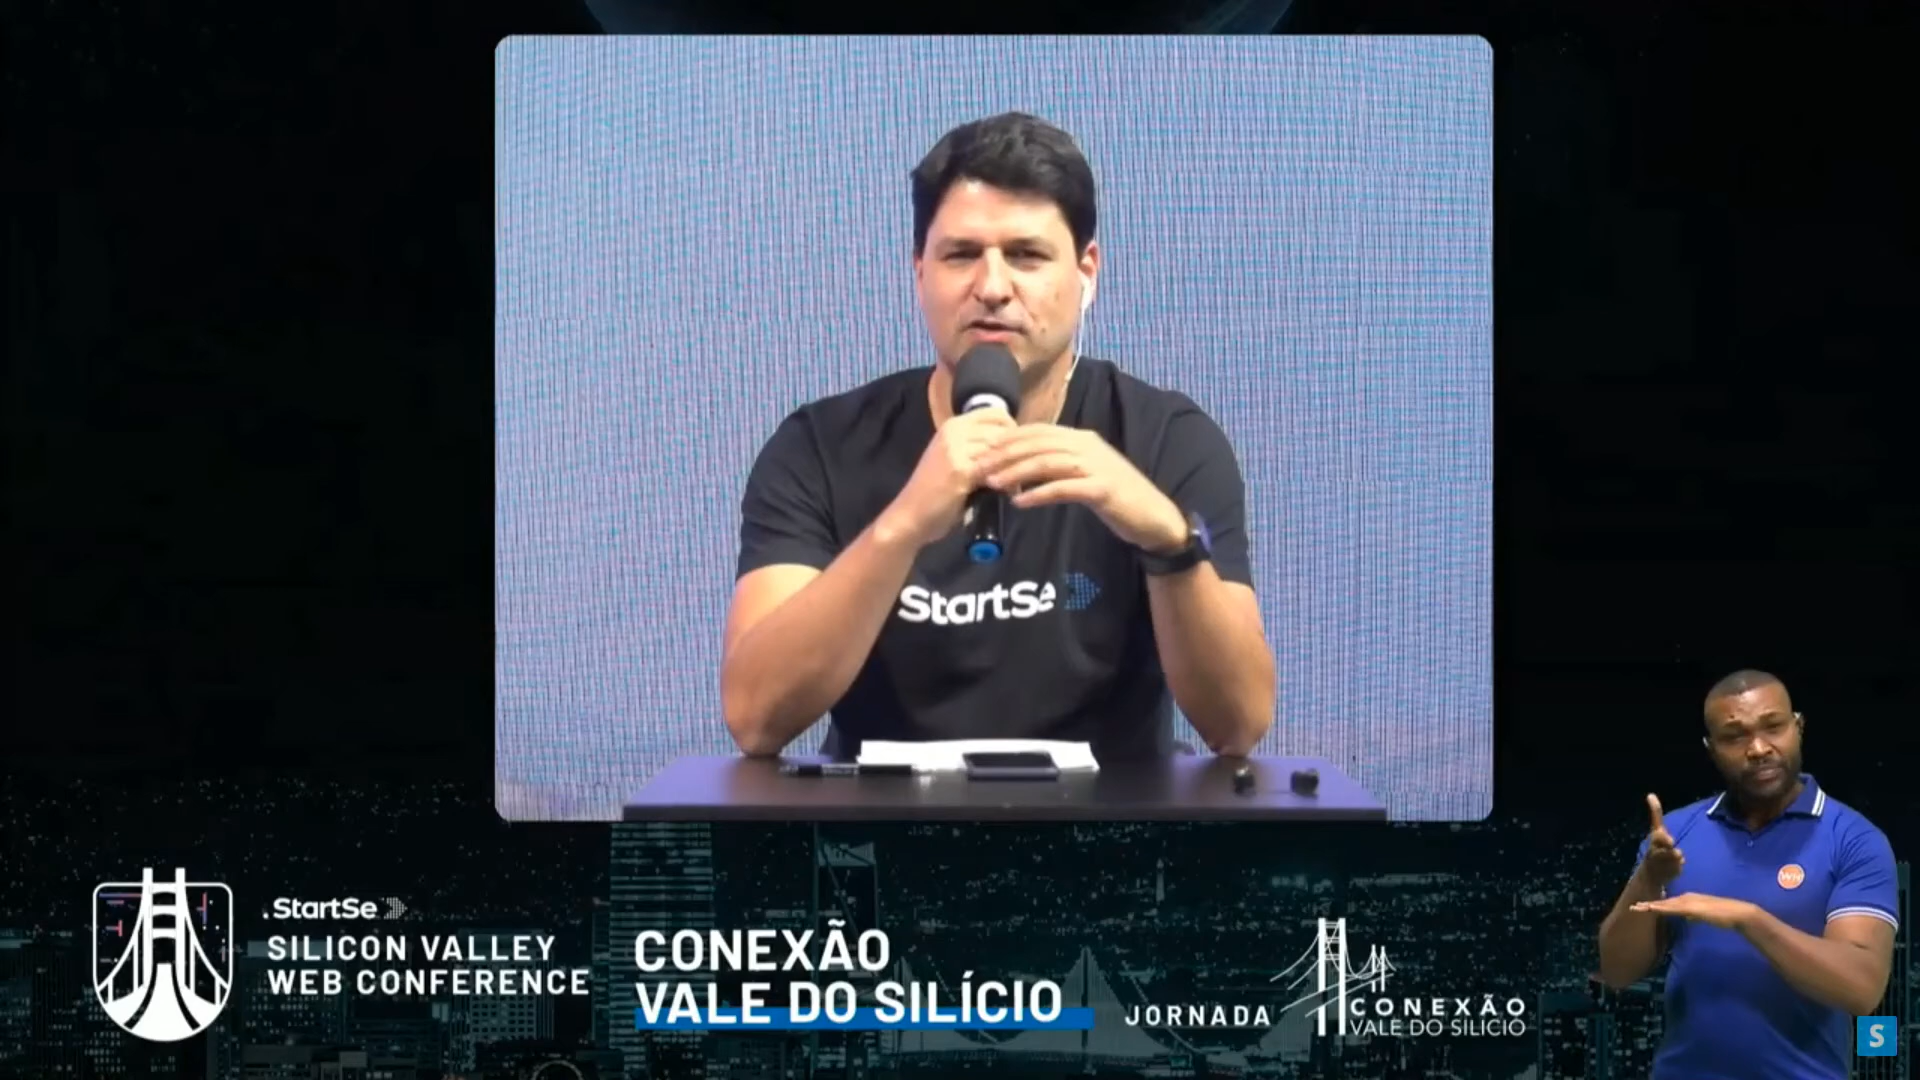 StartSe
.StartSe
SILICON VALLEY
WEB CONFERENCE
CONEXÃO
VALE DO SILÍCIO
JORNADA
CONEXÃO
VALE DO SILÍCIO
S